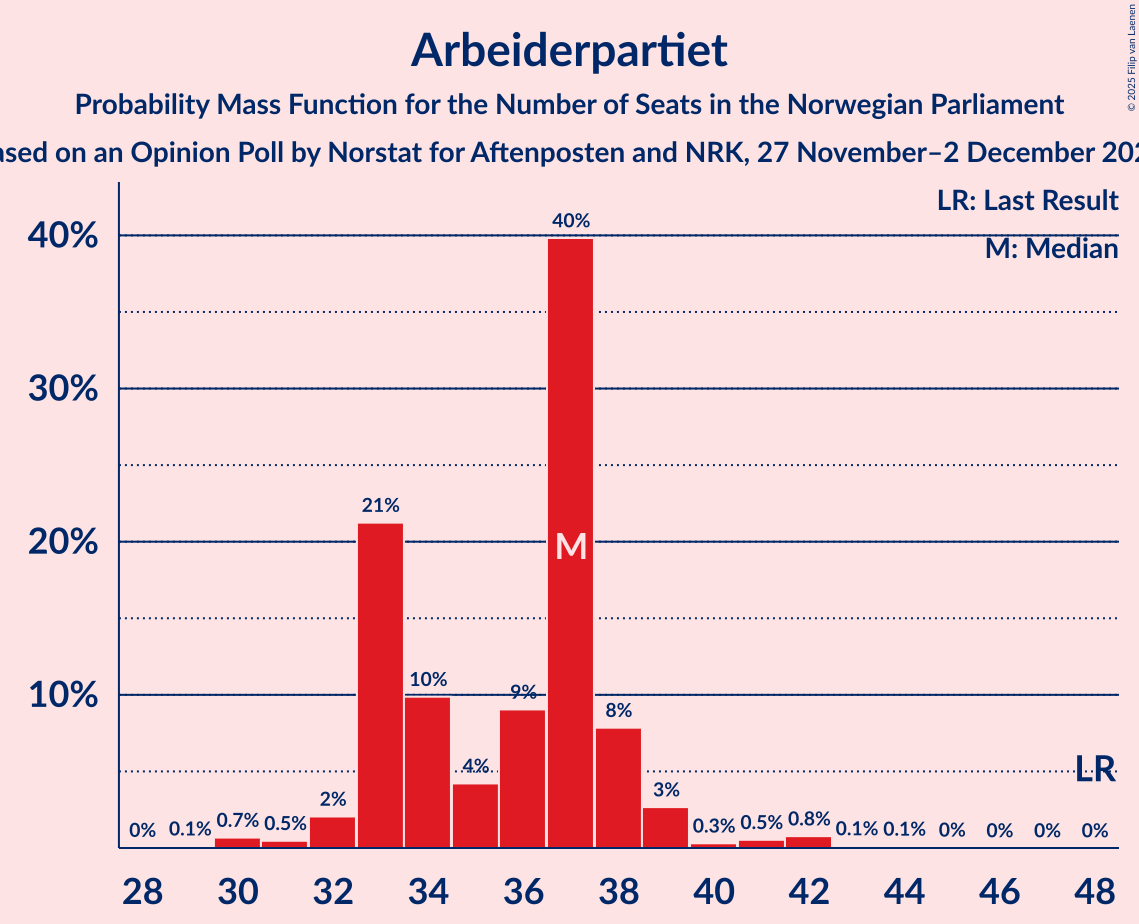 Arbeiderpartiet
Probability Mass Function for the Number of Seats in the Norwegian Parliament
on an Opinion Poll by Norstat for Aftenposten and NRK, 27 November–2 December
© 2025 Filip van Laenen
LR: Last Result
M: Median
40%
30%
20%
10%
0%
0.1%
0.7%
0.5%
2%
21%
10%
4%
9%
40%
8%
3%
0.3%
0.5%
0.8%
0.1%
0.1%
0%
0%
0%
0%
M
LR
28 30 32 34 36 38 40 42 44 46 48